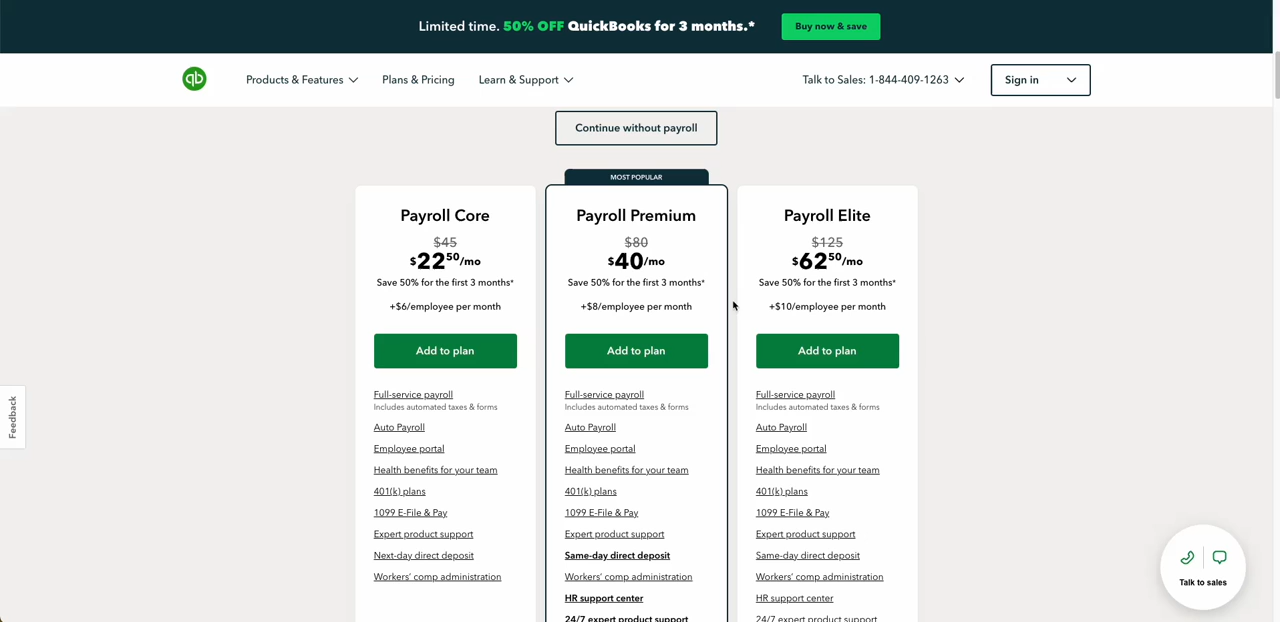 Limited time. 50% OFF QuickBooks for 3 months.* Buy now & save
qb Products & Features Plans & Pricing Learn & Support Talk to Sales: 1-844-409-1263 Sign in
Continue without payroll
MOST POPULAR
Payroll Core
$45
$22⁵⁰/mo
Save 50% for the first 3 months*
+$6/employee per month
Add to plan
Full-service payroll
Includes automated taxes & forms
Auto Payroll
Employee portal
Health benefits for your team
401(k) plans
1099 E-File & Pay
Expert product support
Next-day direct deposit
Workers' comp administration
Payroll Premium
$80
$40/mo
Save 50% for the first 3 months*
+$8/employee per month
Add to plan
Full-service payroll
Includes automated taxes & forms
Auto Payroll
Employee portal
Health benefits for your team
401(k) plans
1099 E-File & Pay
Expert product support
Same-day direct deposit
Workers' comp administration
HR support center
24/7 expert product support
Payroll Elite
$125
$62⁵⁰/mo
Save 50% for the first 3 months*
+$10/employee per month
Add to plan
Full-service payroll
Includes automated taxes & forms
Auto Payroll
Employee portal
Health benefits for your team
401(k) plans
1099 E-File & Pay
Expert product support
Same-day direct deposit
Workers' comp administration
HR support center
24/7 expert product support
Feedback
Talk to sales